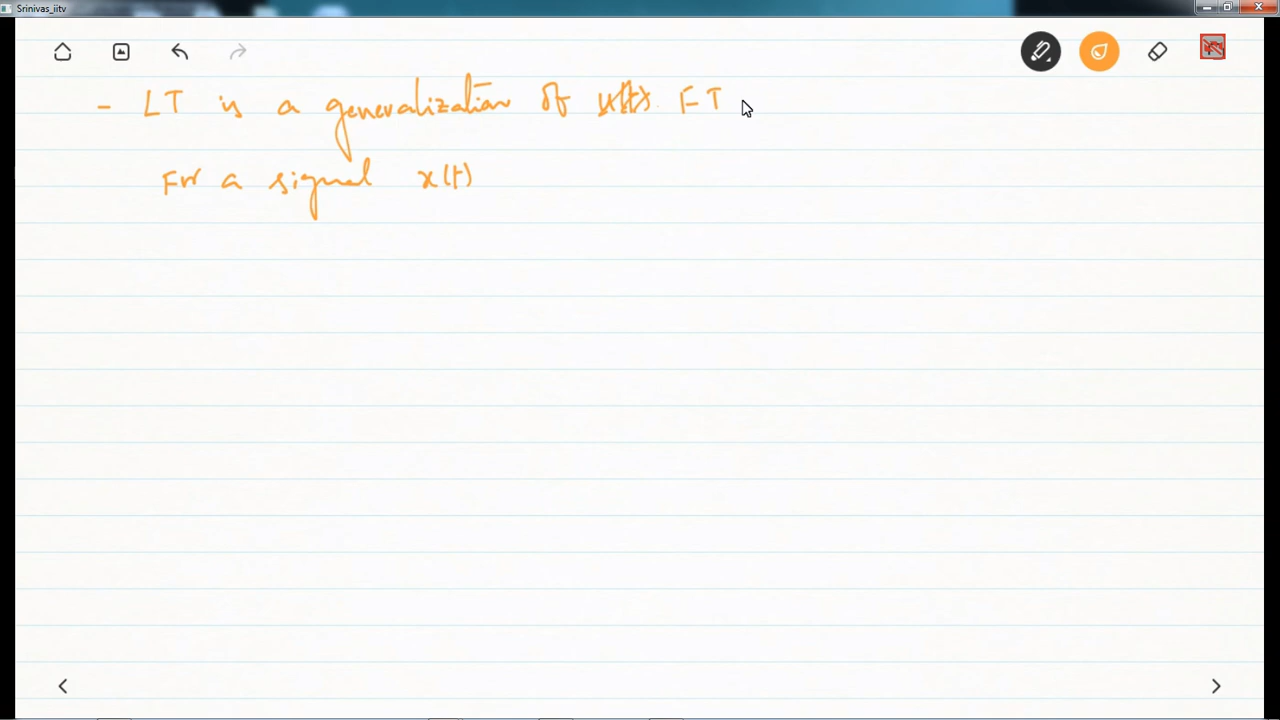 Srinivas_iitv
- LT is a generalization of x(t) FT
For a signal x(t)